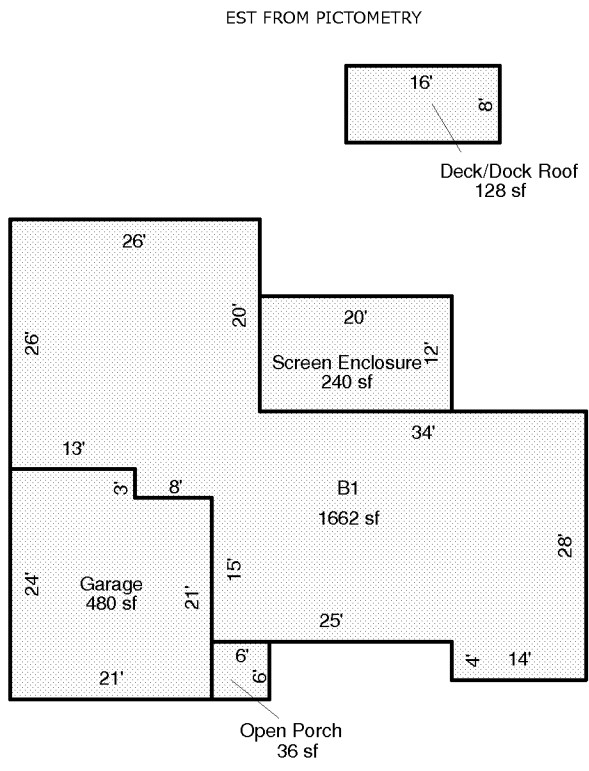 EST FROM PICTOMETRY
16'
8'
Deck/Dock Roof
128 sf
26'
20'
26'
20'
12'
Screen Enclosure
240 sf
34'
13'
3'
8'
B1
1662 sf
28'
24'
Garage
480 sf
21'
15'
25'
21'
6'
6'
4'
14'
Open Porch
36 sf